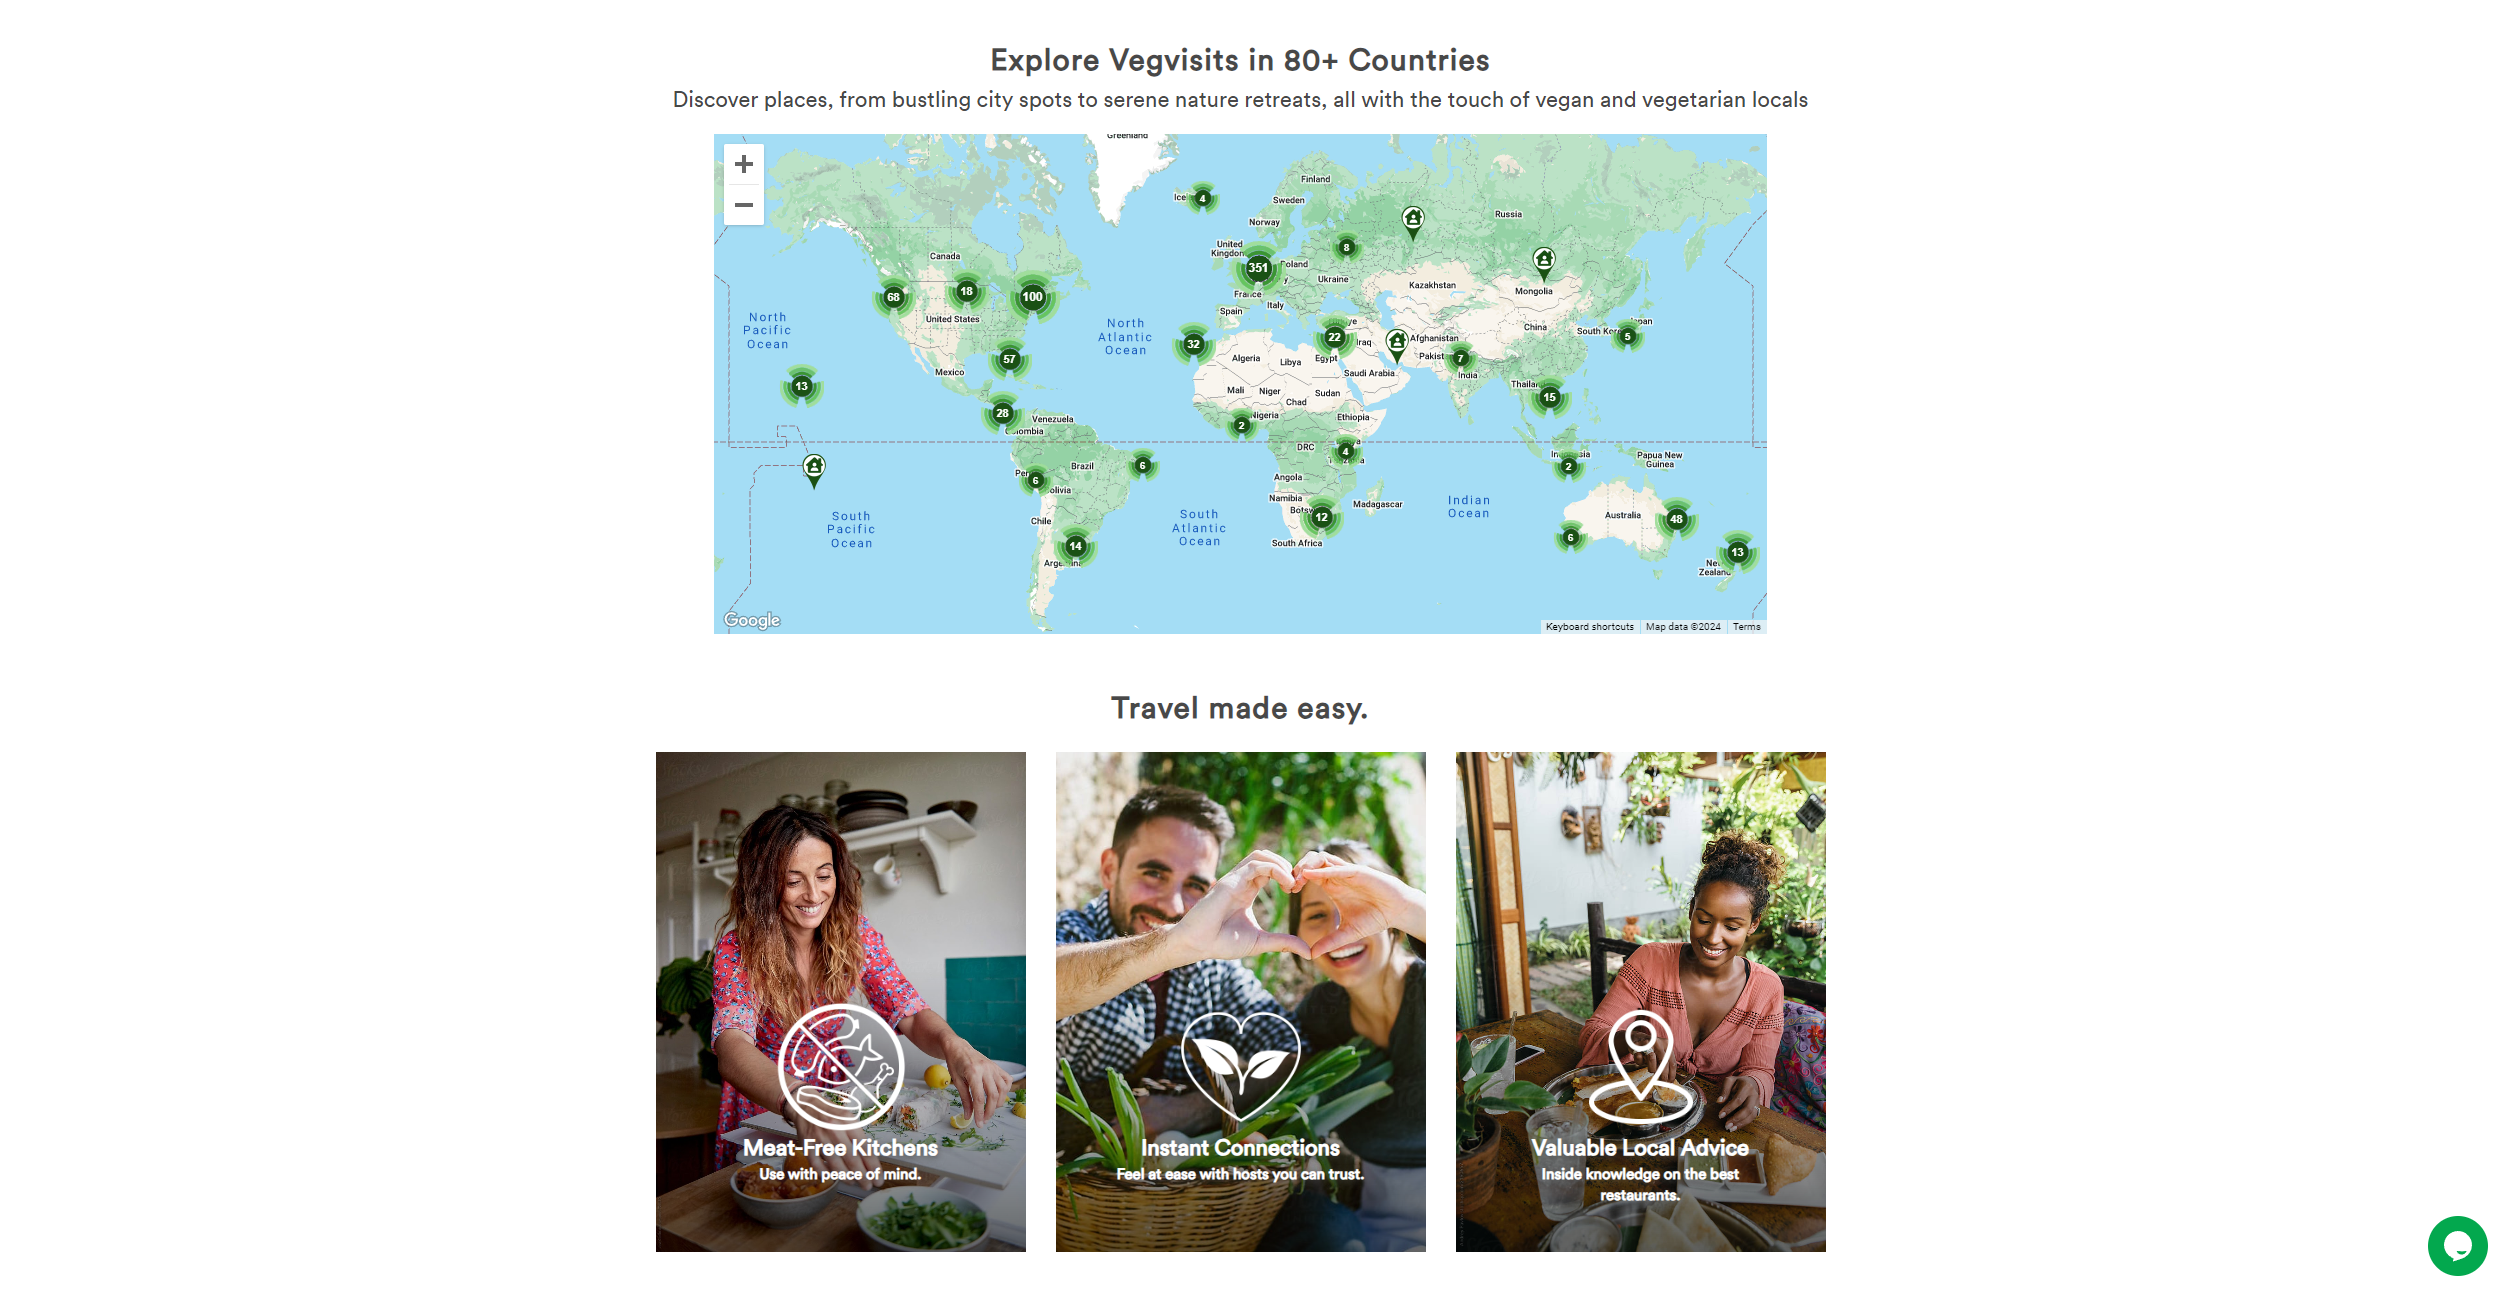 Explore Vegvisits in 80+ Countries
Discover places, from bustling city spots to serene nature retreats, all with the touch of vegan and vegetarian locals
Greenland
Finland
4
Sweden
Russia
Norway
United
Kingdom
8
Canada
351
Poland
Ukraine
Kazakhstan
68
18
100
France
Mongolia
Italy
Spain
North
Pacific
Ocean
United States
North
Atlantic
Ocean
China
South Korea
Japan
5
32
22
Iraq
Afghanistan
57
Algeria
Libya
Egypt
Pakist
7
Mexico
Saudi Arabia
India
13
Mali
Niger
Sudan
Chad
Thailand
15
28
Venezuela
Nigeria
Ethiopia
2
Colombia
DRC
4
Papua New
Guinea
6
Brazil
2
Per
6
Bolivia
Angola
Namibia
Botsw
Madagascar
Indian
Ocean
South
Pacific
Ocean
South
Atlantic
Ocean
Chile
12
Australia
48
14
South Africa
6
13
Argentina
New
Zealand
Google
Keyboard shortcuts
Map data ©2024
Terms
Travel made easy.
Meat-Free Kitchens
Use with peace of mind.
Instant Connections
Feel at ease with hosts you can trust.
Valuable Local Advice
Inside knowledge on the best
restaurants.